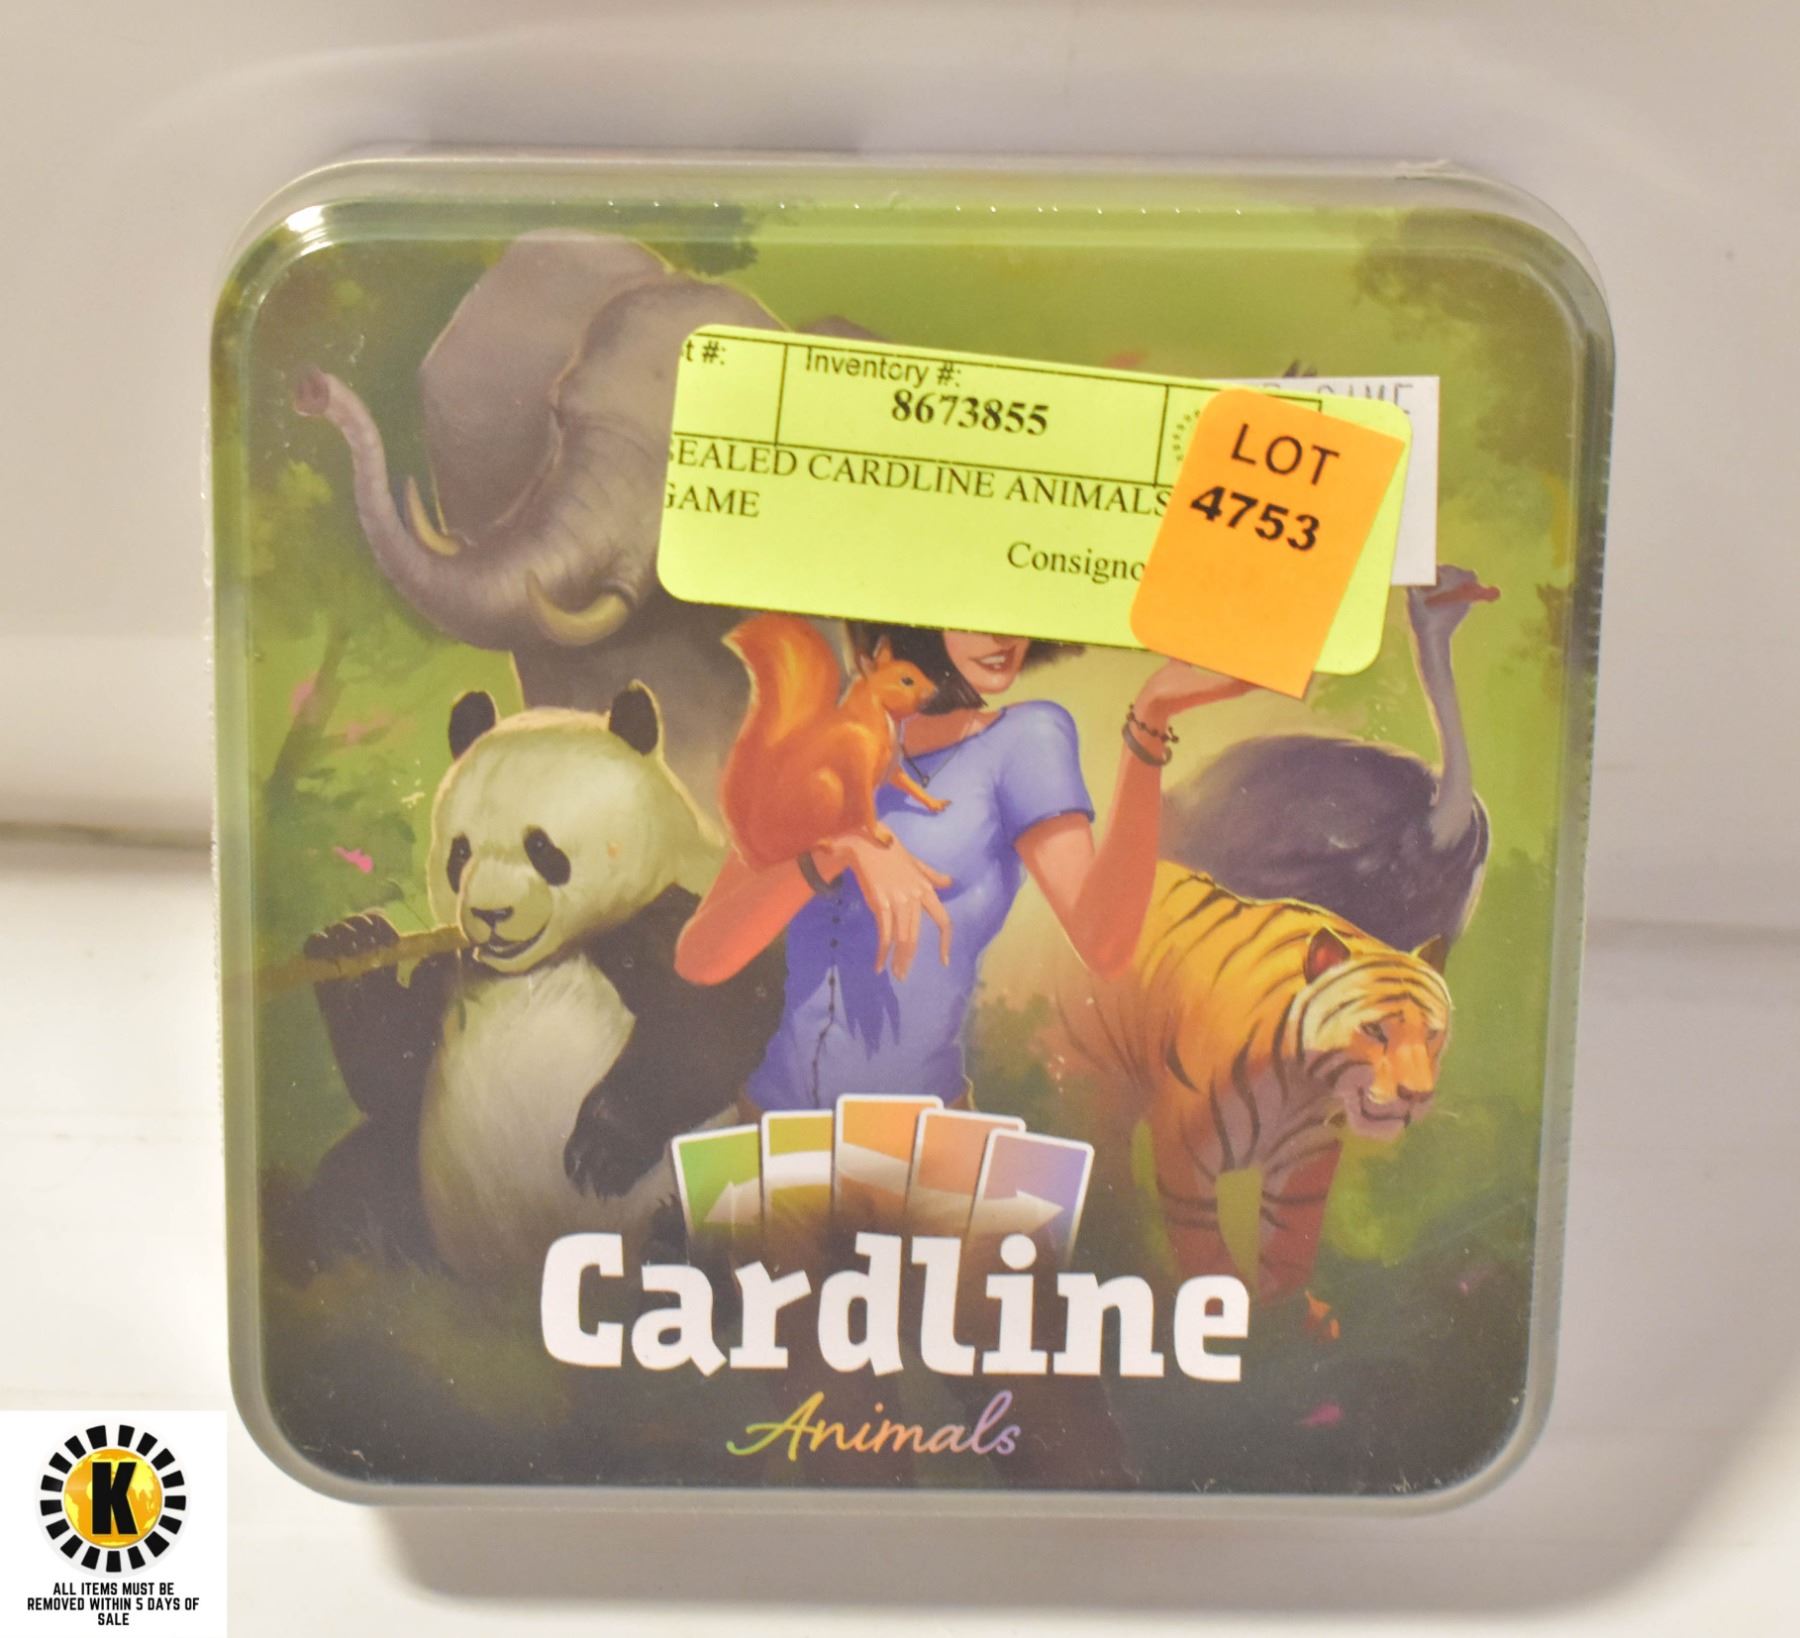 t #:
Inventory #:
8673855
SEALED CARDLINE ANIMALS
GAME
Consigno
LOT
4753
GAME
Cardline
Animals
K
ALL ITEMS MUST BE
REMOVED WITHIN 5 DAYS OF
SALE